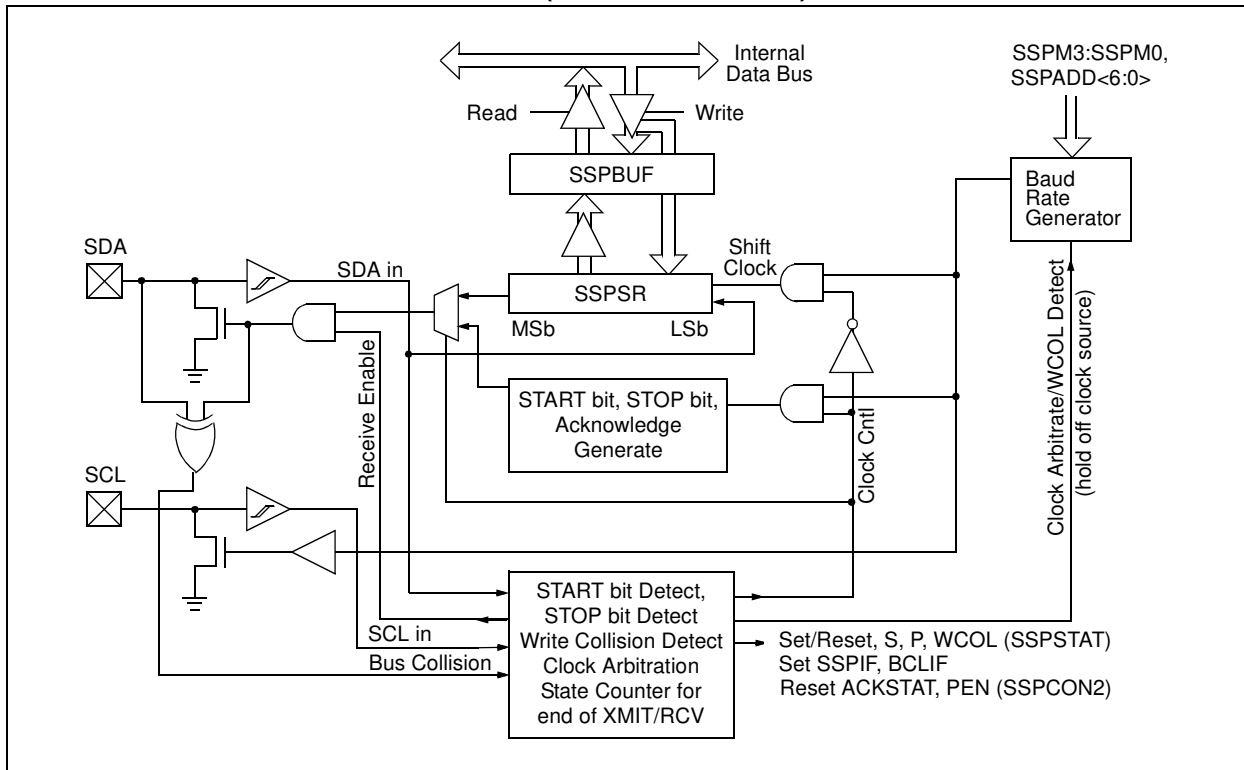 Internal
Data Bus
SSPM3:SSPM0,
SSPADD<6:0>
Read
Write
SSPBUF
Baud
Rate
Generator
SDA
SDA in
Shift
Clock
SSPSR
MSb
LSb
Receive Enable
START bit, STOP bit,
Acknowledge
Generate
Clock Cntl
Clock Arbitrate/WCOL Detect
(hold off clock source)
SCL
SCL in
Bus Collision
START bit Detect,
STOP bit Detect
Write Collision Detect
Clock Arbitration
State Counter for
end of XMIT/RCV
Set/Reset, S, P, WCOL (SSPSTAT)
Set SSPIF, BCLIF
Reset ACKSTAT, PEN (SSPCON2)